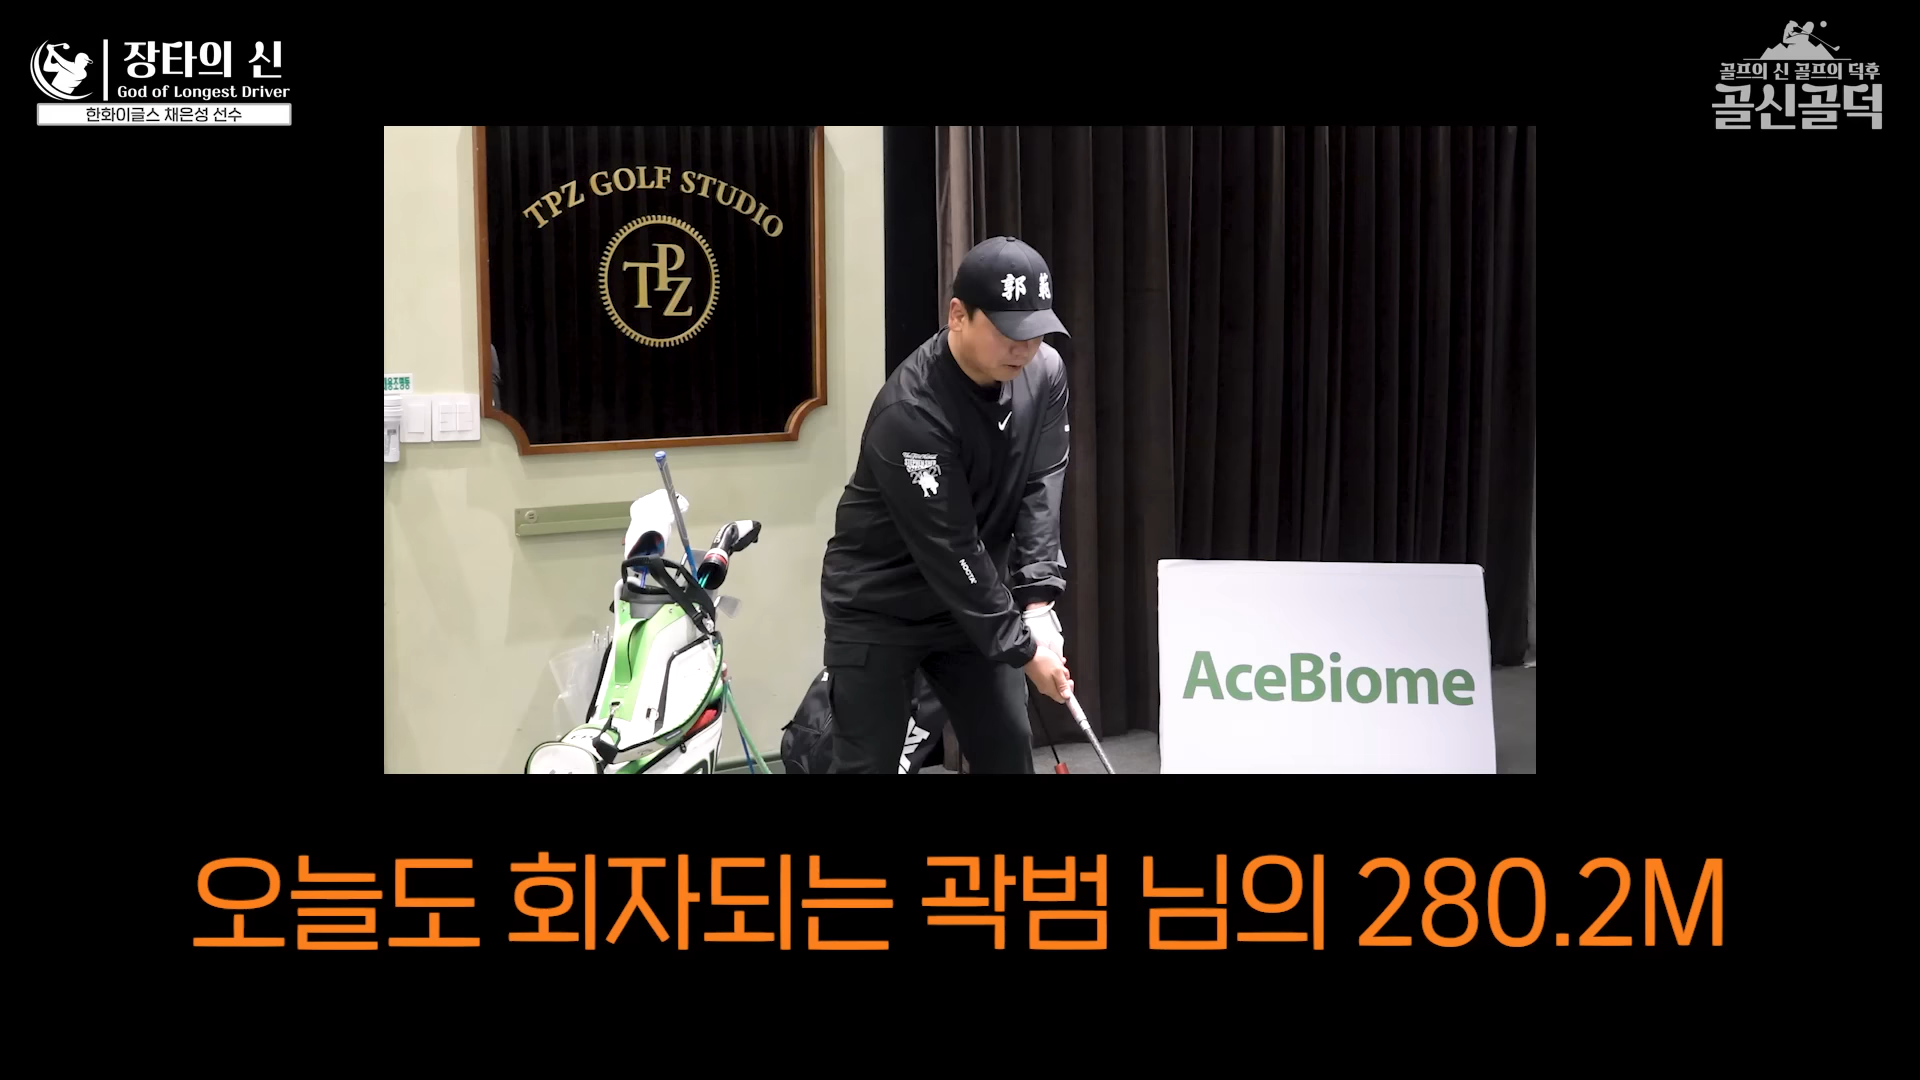 장타의 신
God of Longest Driver
한화이글스 채은성 선수
골프의 신 골프의 덕후
골신골덕
TPZ GOLF STUDIO
TPZ
郭範
NOCTA
AceBiome
오늘도 회자되는 곽범 님의 280.2M